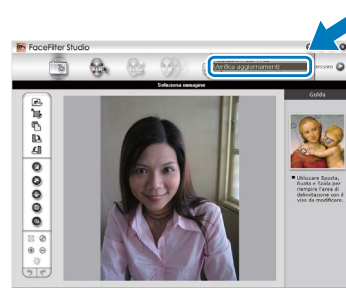 FaceFilter Studio
Verifica aggiornamenti
Seleziona immagine
Guida
Utilizzare Sposta,
Ruota e Scala per
riempire l'area di
delimitazione con il
viso da modificare.